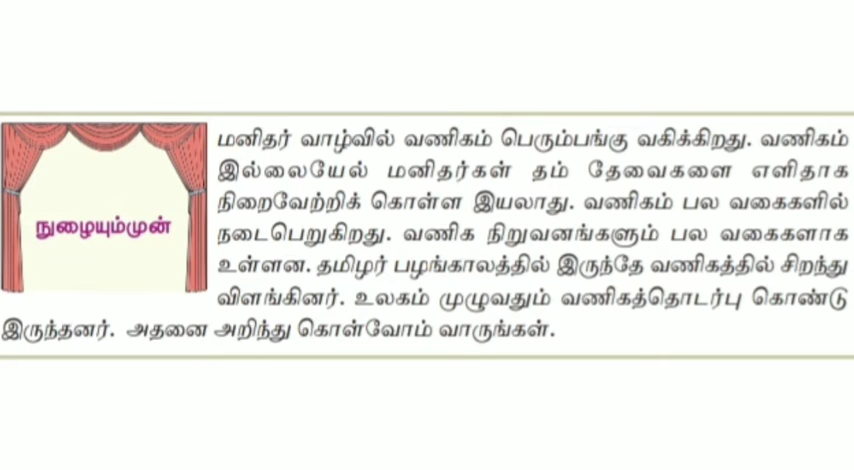 நுழையும்முன்
மனிதர் வாழ்வில் வணிகம் பெரும்பங்கு வகிக்கிறது. வணிகம்
இல்லையேல் மனிதர்கள் தம் தேவைகளை எளிதாக
நிறைவேற்றிக் கொள்ள இயலாது. வணிகம் பல வகைகளில்
நடைபெறுகிறது. வணிக நிறுவனங்களும் பல வகைகளாக
உள்ளன. தமிழர் பழங்காலத்தில் இருந்தே வணிகத்தில் சிறந்து
விளங்கினர். உலகம் முழுவதும் வணிகத்தொடர்பு கொண்டு
இருந்தனர். அதனை அறிந்து கொள்வோம் வாருங்கள்.